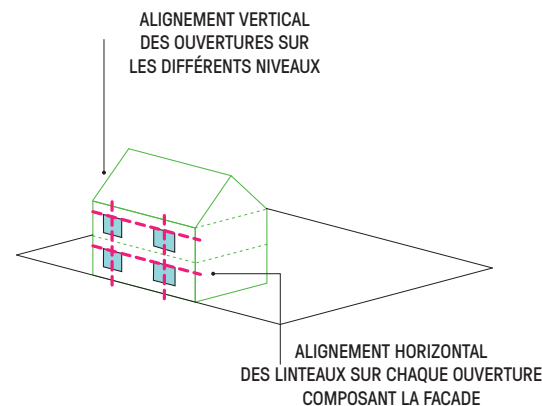 ALIGNEMENT VERTICAL
DES OUVERTURES SUR
LES DIFFÉRENTS NIVEAUX
ALIGNEMENT HORIZONTAL
DES LINTEAUX SUR CHAQUE OUVERTURE
COMPOSANT LA FACADE